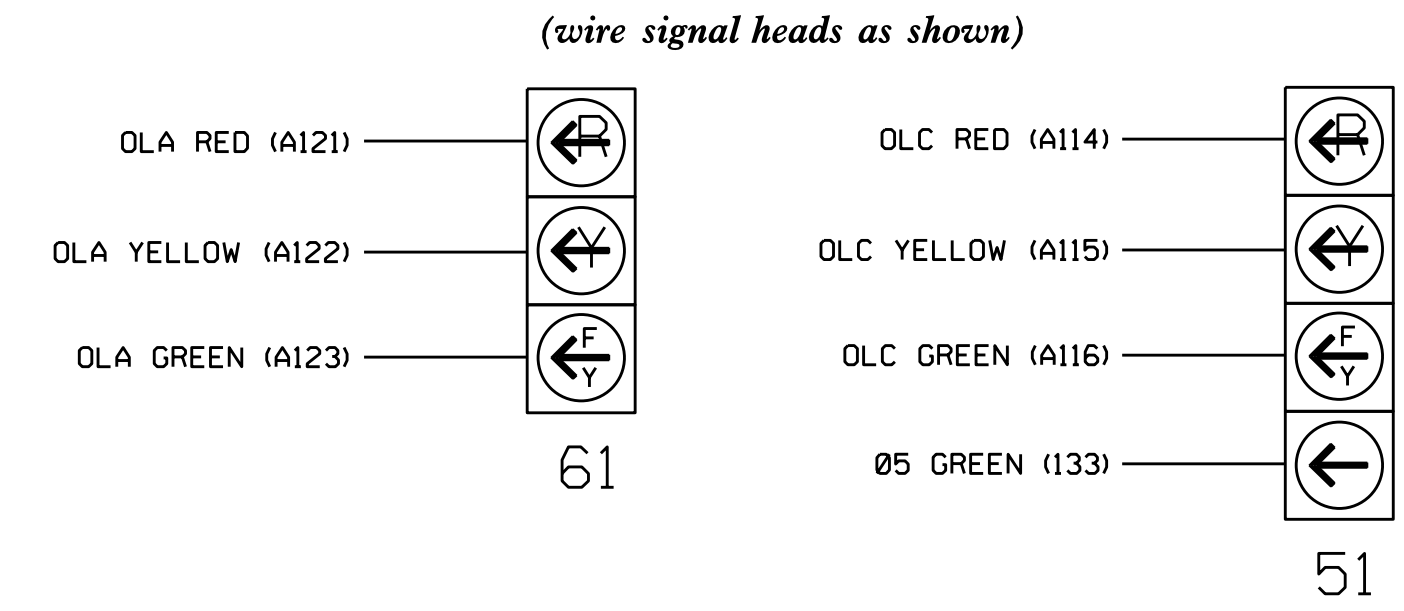 (wire signal heads as shown)
OLA RED (A121)
R
OLA YELLOW (A122)
Y
OLA GREEN (A123)
F
Y
61
OLC RED (A114)
R
OLC YELLOW (A115)
Y
OLC GREEN (A116)
F
Y
Ø5 GREEN (133)
51